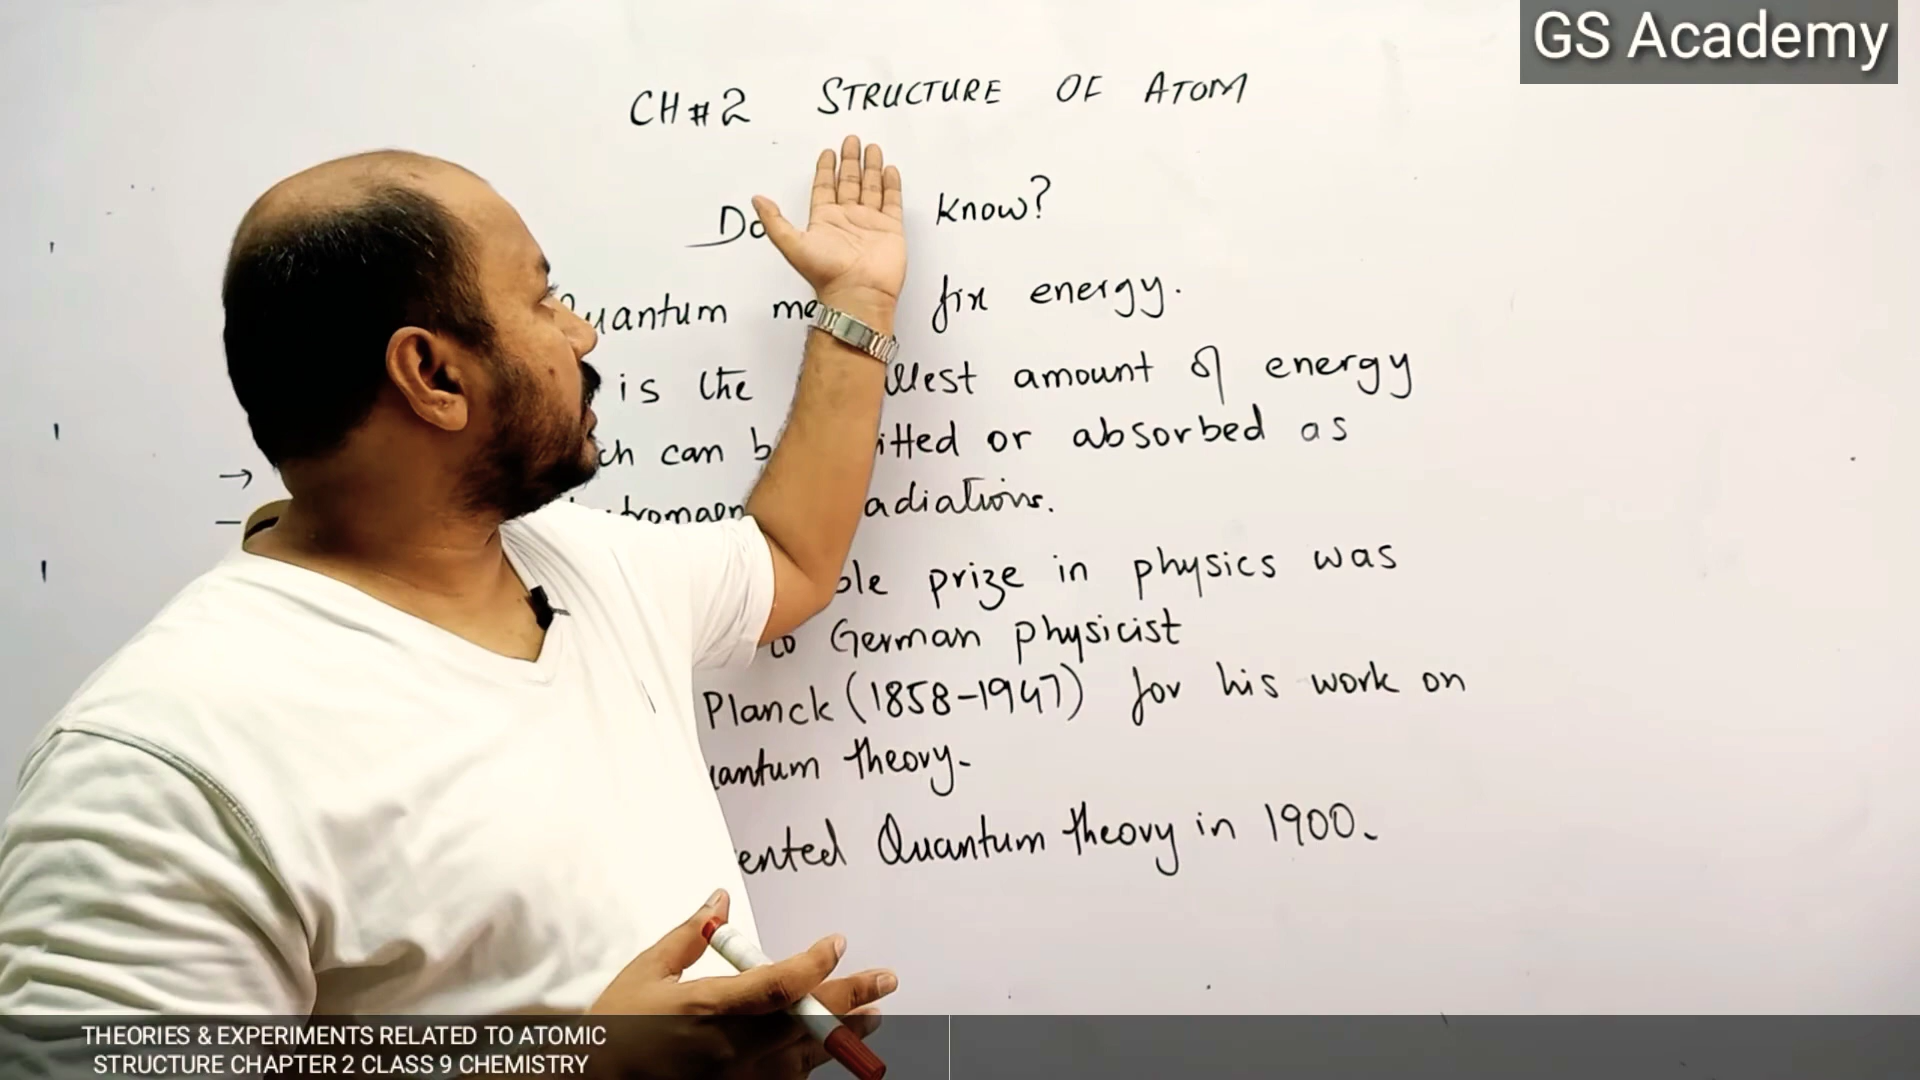 GS Academy
CH # 2 STRUCTURE OF ATOM
Do know?
Quantum me fix energy.
is the llest amount of energy
ch can b itted or absorbed as
tromagn adiations.
ble prize in physics was
to German physicist
Planck (1858-1947) for his work on
antum theory.
ented Quantum theory in 1900.
THEORIES & EXPERIMENTS RELATED TO ATOMIC
STRUCTURE CHAPTER 2 CLASS 9 CHEMISTRY